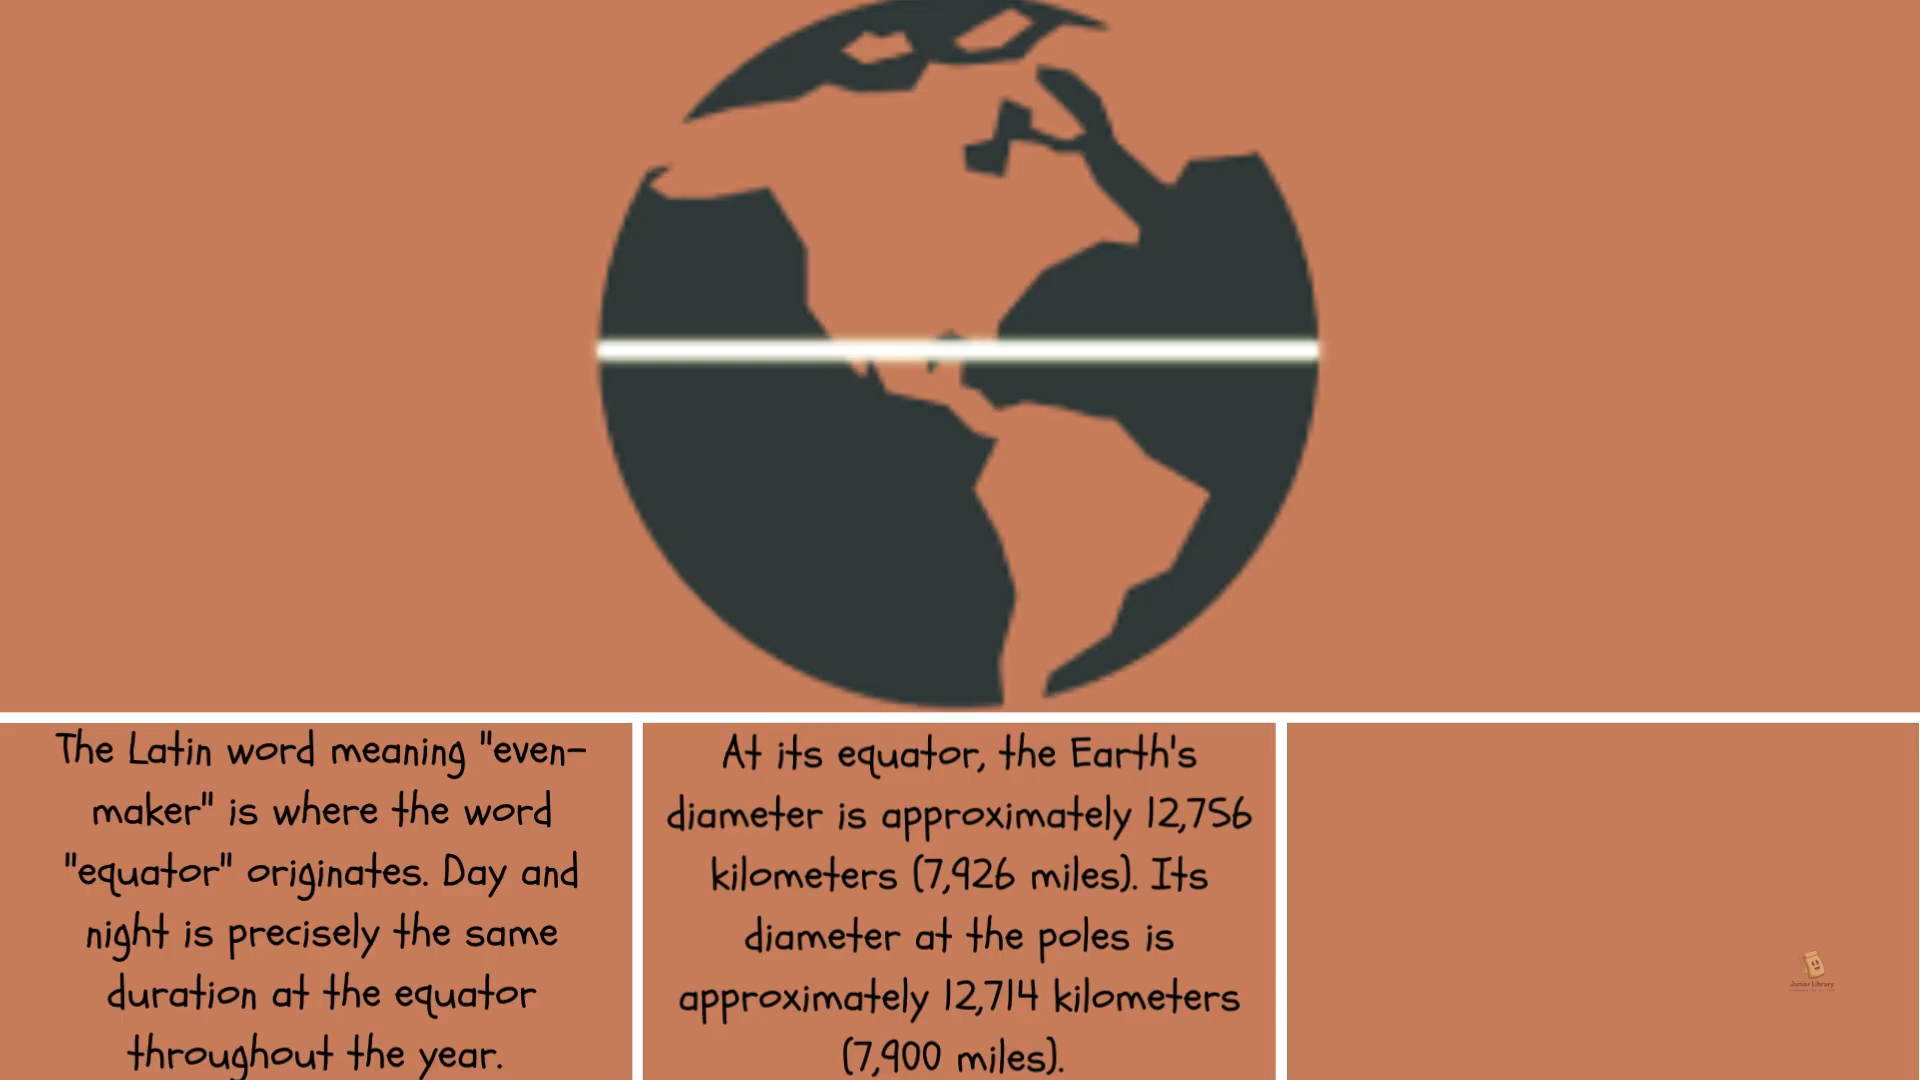 The Latin word meaning "even-
maker" is where the word
"equator" originates. Day and
night is precisely the same
duration at the equator
throughout the year.
At its equator, the Earth's
diameter is approximately 12,756
kilometers (7,926 miles). Its
diameter at the poles is
approximately 12,714 kilometers
(7,900 miles).
Junior Library